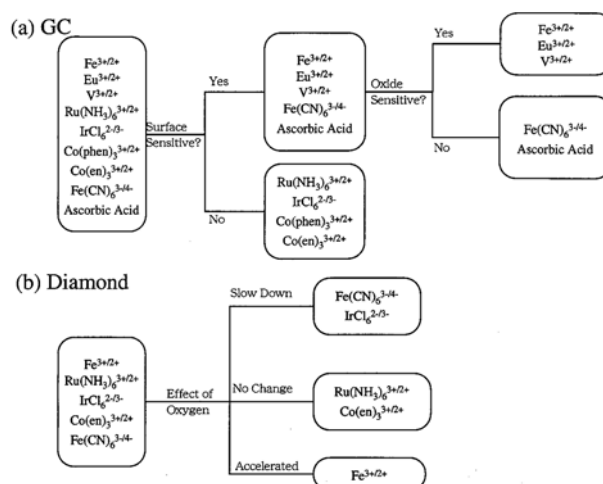 (a) GC
Fe³⁺/²⁺
Eu³⁺/²⁺
V³⁺/²⁺
Ru(NH₃)₆³⁺/²⁺
IrCl₆²⁻/³⁻
Co(phen)₃³⁺/²⁺
Co(en)₃³⁺/²⁺
Fe(CN)₆³⁻/⁴⁻
Ascorbic Acid
Surface
Sensitive?
Yes
No
Fe³⁺/²⁺
Eu³⁺/²⁺
V³⁺/²⁺
Fe(CN)₆³⁻/⁴⁻
Ascorbic Acid
Ru(NH₃)₆³⁺/²⁺
IrCl₆²⁻/³⁻
Co(phen)₃³⁺/²⁺
Co(en)₃³⁺/²⁺
Oxide
Sensitive?
Yes
No
Fe³⁺/²⁺
Eu³⁺/²⁺
V³⁺/²⁺
Fe(CN)₆³⁻/⁴⁻
Ascorbic Acid
(b) Diamond
Fe³⁺/²⁺
Ru(NH₃)₆³⁺/²⁺
IrCl₆²⁻/³⁻
Co(en)₃³⁺/²⁺
Fe(CN)₆³⁻/⁴⁻
Effect of
Oxygen
Slow Down
Fe(CN)₆³⁻/⁴⁻
IrCl₆²⁻/³⁻
No Change
Ru(NH₃)₆³⁺/²⁺
Co(en)₃³⁺/²⁺
Accelerated
Fe³⁺/²⁺